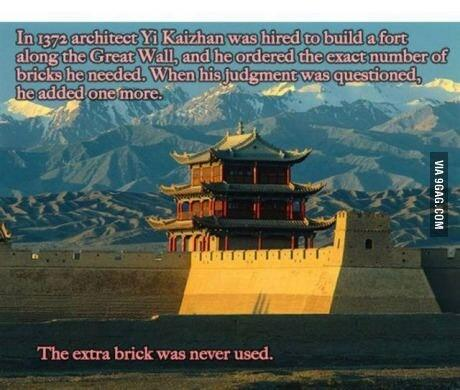 In 1372 architect Yi Kaizhan was hired to build a fort
along the Great Wall, and he ordered the exact number of
bricks he needed. When his judgment was questioned,
he added one more.
VIA 9GAG.COM
The extra brick was never used.